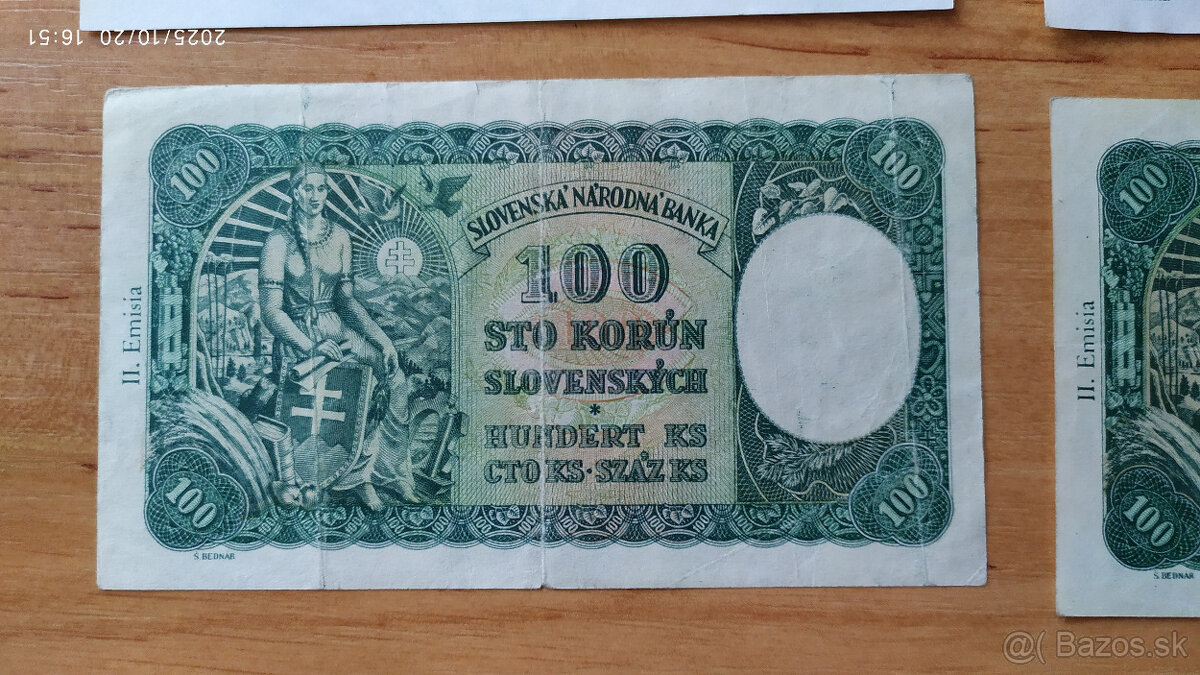 2025/10/20 16:51
100
100
SLOVENSKÁ NÁRODNÁ BANKA
100
STO KORÚN
SLOVENSKÝCH
*
HUNDERT KS
СТО KS · SZÁZ KS
100
100
II. Emisia
Š. BEDNAR
100
II. Emisia
100
Š. BEDNAR
@( Bazos.sk